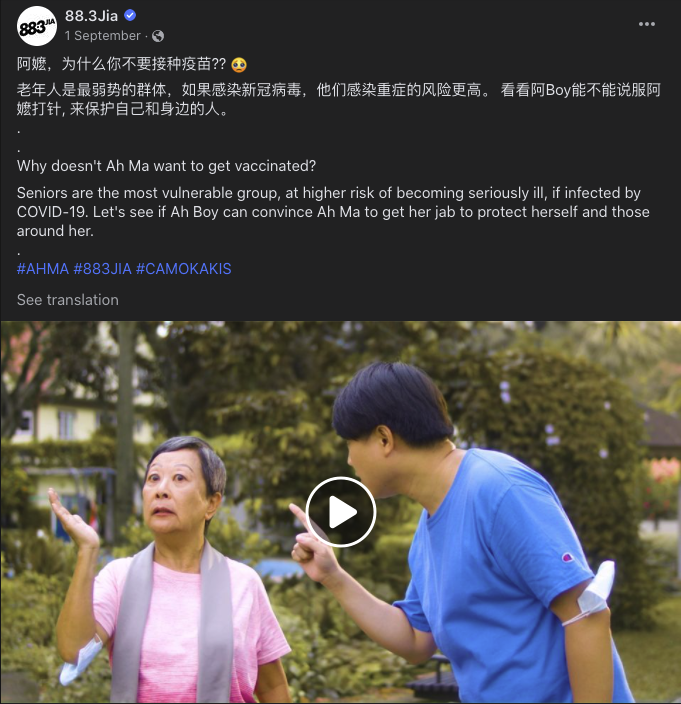 883JIA
88.3Jia
1 September ·
阿嬷，为什么你不要接种疫苗?? 🥹
老年人是最弱势的群体，如果感染新冠病毒，他们感染重症的风险更高。 看看阿Boy能不能说服阿
嬷打针, 来保护自己和身边的人。
.
.
Why doesn't Ah Ma want to get vaccinated?
Seniors are the most vulnerable group, at higher risk of becoming seriously ill, if infected by
COVID-19. Let's see if Ah Boy can convince Ah Ma to get her jab to protect herself and those
around her.
.
#AHMA #883JIA #CAMOKAKIS
See translation